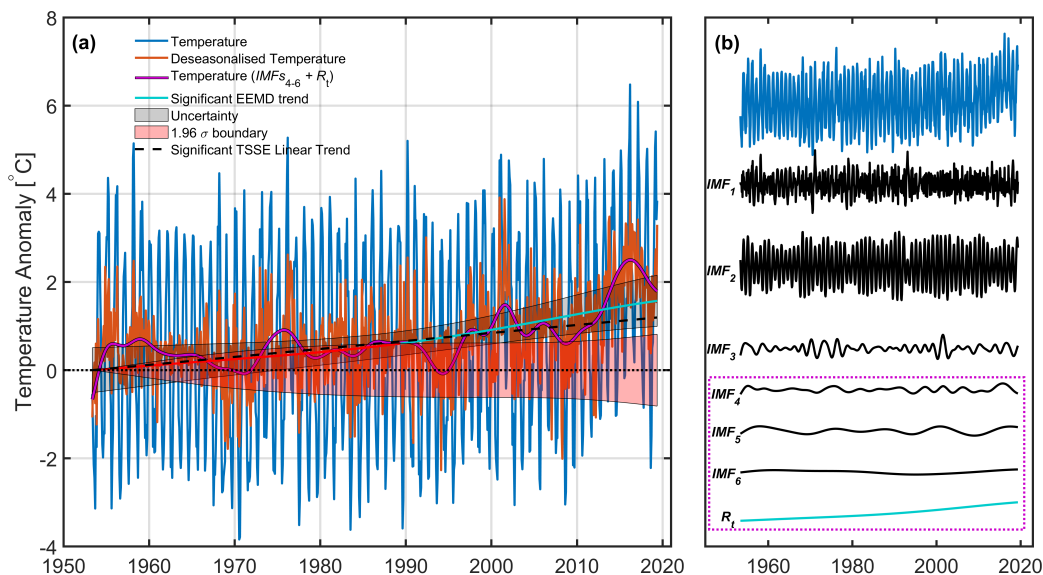 (a)
Temperature
Deseasonalised Temperature
Temperature (IMFs4-6 + Rt)
Significant EEMD trend
Uncertainty
1.96 σ boundary
Significant TSSE Linear Trend
Temperature Anomaly [°C]
8
6
4
2
0
-2
-4
1950 1960 1970 1980 1990 2000 2010 2020
(b)
IMF1
IMF2
IMF3
IMF4
IMF5
IMF6
Rt
1960 1980 2000 2020